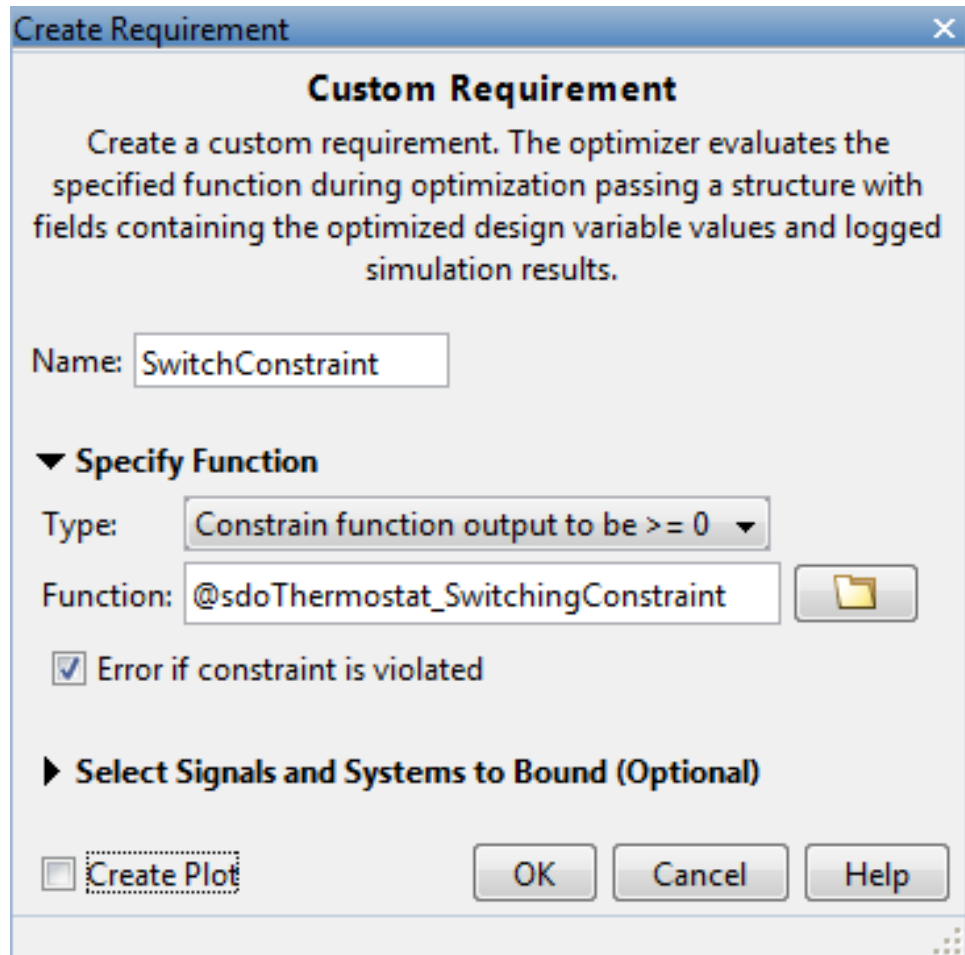 Create Requirement
Custom Requirement
Create a custom requirement. The optimizer evaluates the
specified function during optimization passing a structure with
fields containing the optimized design variable values and logged
simulation results.
Name: SwitchConstraint
Specify Function
Type: Constrain function output to be >= 0
Function: @sdoThermostat_SwitchingConstraint
Error if constraint is violated
Select Signals and Systems to Bound (Optional)
Create Plot OK Cancel Help